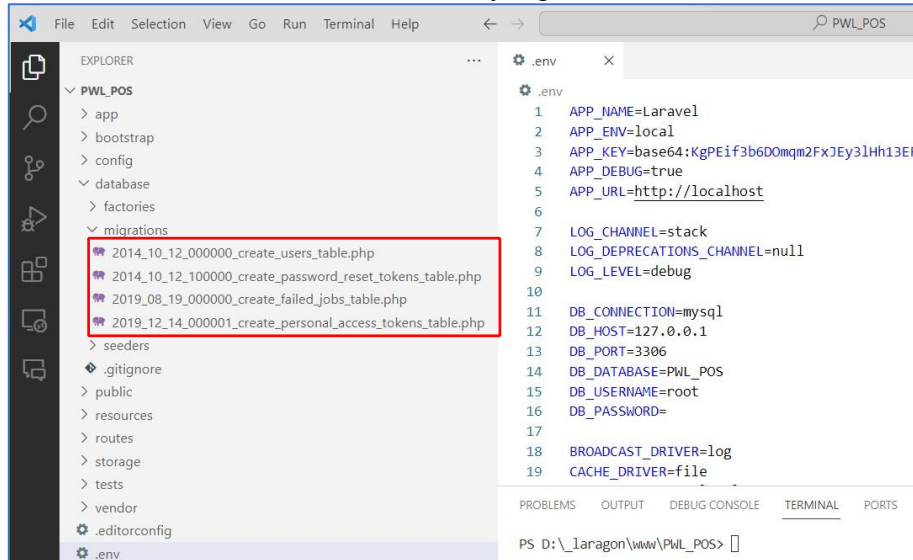 File Edit Selection View Go Run Terminal Help
PWL_POS
EXPLORER
PWL_POS
app
bootstrap
config
database
factories
migrations
2014_10_12_000000_create_users_table.php
2014_10_12_100000_create_password_reset_tokens_table.php
2019_08_19_000000_create_failed_jobs_table.php
2019_12_14_000001_create_personal_access_tokens_table.php
seeders
.gitignore
public
resources
routes
storage
tests
vendor
.editorconfig
.env
.env
.env
1 APP_NAME=Laravel
2 APP_ENV=local
3
4 APP_DEBUG=true
5 APP_URL=http://localhost
6
7 LOG_CHANNEL=stack
8 LOG_DEPRECATIONS_CHANNEL=null
9 LOG_LEVEL=debug
10
11 DB_CONNECTION=mysql
12 DB_HOST=127.0.0.1
13 DB_PORT=3306
14 DB_DATABASE=PWL_POS
15 DB_USERNAME=root
16 DB_PASSWORD=
17
18 BROADCAST_DRIVER=log
19 CACHE_DRIVER=file
PROBLEMS OUTPUT DEBUG CONSOLE TERMINAL PORTS
PS D:\_laragon\www\PWL_POS>